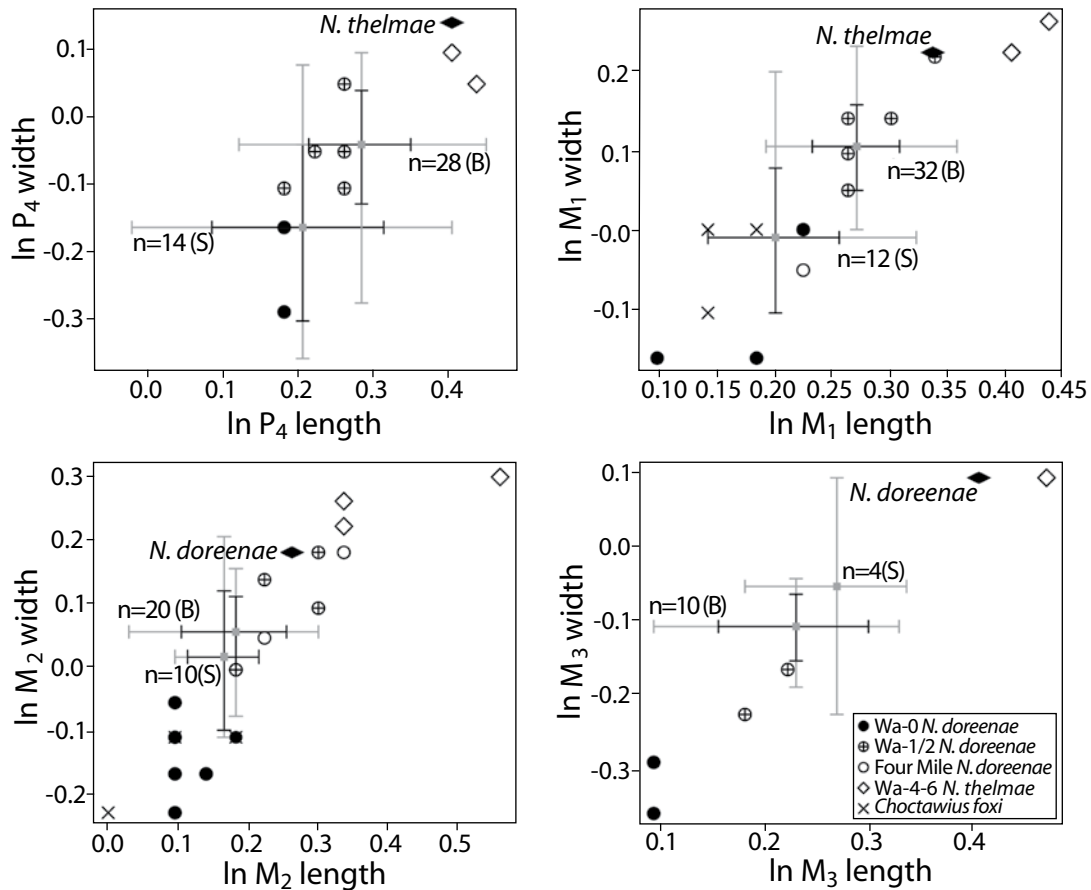 N. thelmae
0.1
0.0
-0.1
-0.2
-0.3
ln P4 width
n=28 (B)
n=14 (S)
0.0 0.1 0.2 0.3 0.4
ln P4 length
N. thelmae
0.2
0.1
-0.0
-0.1
ln M1 width
n=32 (B)
n=12 (S)
0.10 0.15 0.20 0.25 0.30 0.35 0.40 0.45
ln M1 length
0.3
0.2
0.1
0.0
-0.1
-0.2
ln M2 width
N. doreenae
n=20 (B)
n=10(S)
0.0 0.1 0.2 0.3 0.4 0.5
ln M2 length
0.1
0.0
-0.1
-0.2
-0.3
ln M3 width
N. doreenae
n=4(S)
n=10 (B)
Wa-0 N. doreenae
Wa-1/2 N. doreenae
Four Mile N. doreenae
Wa-4-6 N. thelmae
Choctawius foxi
0.1 0.2 0.3 0.4
ln M3 length